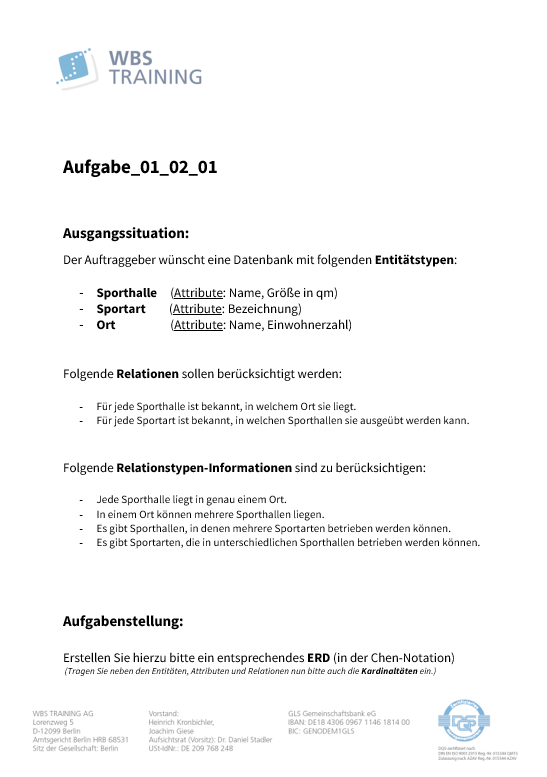 WBS
TRAINING
Aufgabe_01_02_01
Ausgangssituation:
Der Auftraggeber wünscht eine Datenbank mit folgenden Entitätstypen:
- Sporthalle (Attribute: Name, Größe in qm)
- Sportart (Attribute: Bezeichnung)
- Ort (Attribute: Name, Einwohnerzahl)
Folgende Relationen sollen berücksichtigt werden:
- Für jede Sporthalle ist bekannt, in welchem Ort sie liegt.
- Für jede Sportart ist bekannt, in welchen Sporthallen sie ausgeübt werden kann.
Folgende Relationstypen-Informationen sind zu berücksichtigen:
- Jede Sporthalle liegt in genau einem Ort.
- In einem Ort können mehrere Sporthallen liegen.
- Es gibt Sporthallen, in denen mehrere Sportarten betrieben werden können.
- Es gibt Sportarten, die in unterschiedlichen Sporthallen betrieben werden können.
Aufgabenstellung:
Erstellen Sie hierzu bitte ein entsprechendes ERD (in der Chen-Notation)
(Tragen Sie neben den Entitäten, Attributen und Relationen nun bitte auch die Kardinaltäten ein.)
WBS TRAINING AG
Lorenzweg 5
D-12099 Berlin
Amtsgericht Berlin HRB 68531
Sitz der Gesellschaft: Berlin
Vorstand:
Heinrich Kronbichler,
Joachim Giese
Aufsichtsrat (Vorsitz): Dr. Daniel Stadler
USt-IdNr.: DE 209 768 248
GLS Gemeinschaftsbank eG
IBAN: DE18 4306 0967 1146 1814 00
BIC: GENODEM1GLS
DQS